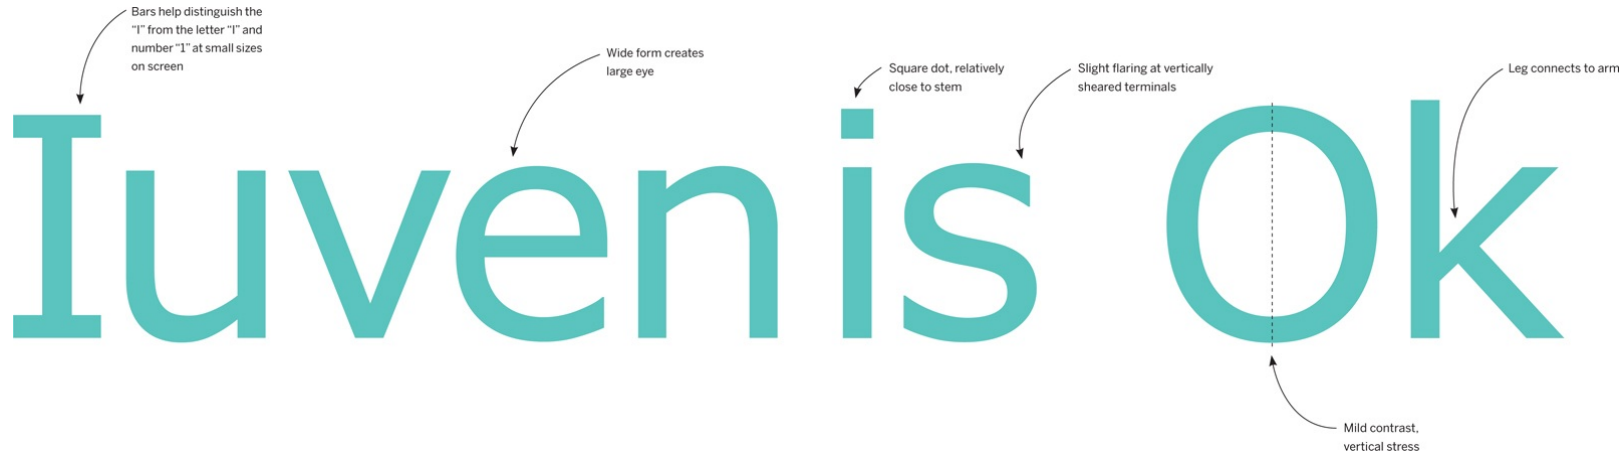 Bars help distinguish the
“I” from the letter “l” and
number “1” at small sizes
on screen
Wide form creates
large eye
Square dot, relatively
close to stem
Slight flaring at vertically
sheared terminals
Leg connects to arm
Iuvenis Ok
Mild contrast,
vertical stress